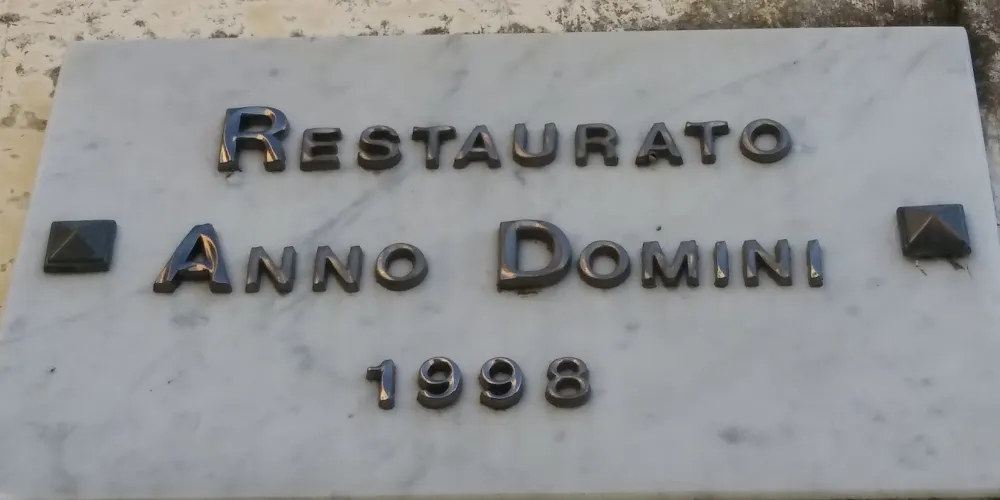 RESTAURATO
ANNO DOMINI
1998